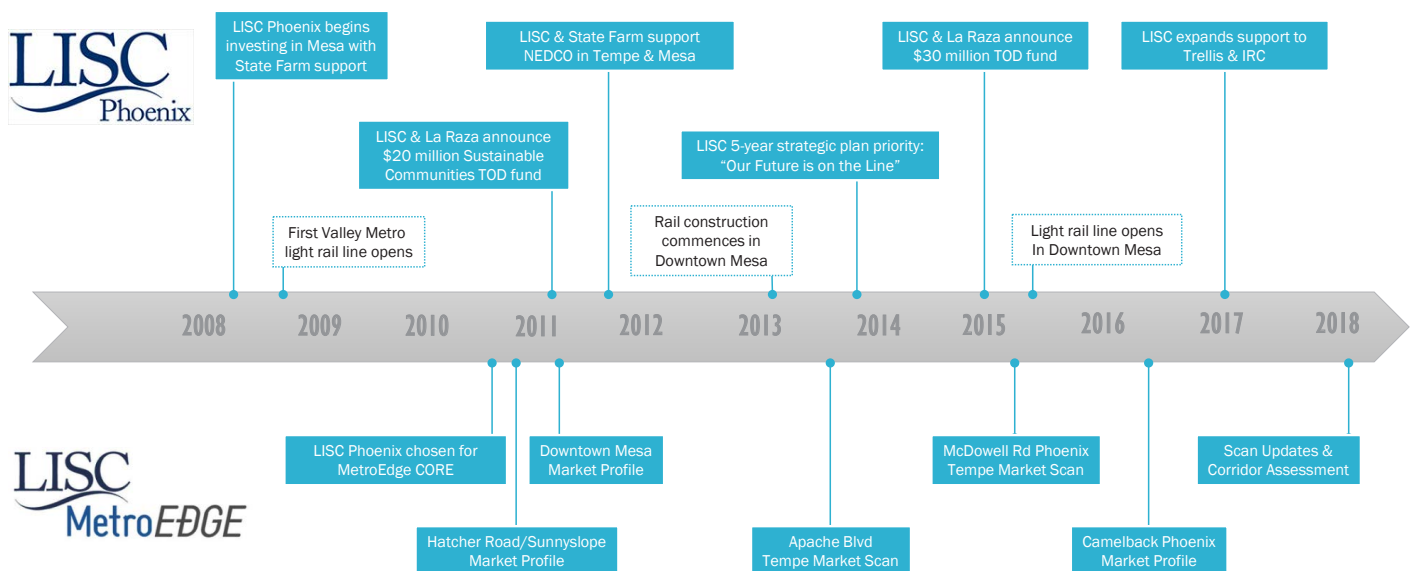 LISC
Phoenix
LISC Phoenix begins
investing in Mesa with
State Farm support
LISC & State Farm support
NEDCO in Tempe & Mesa
LISC & La Raza announce
$30 million TOD fund
LISC expands support to
Trellis & IRC
LISC & La Raza announce
$20 million Sustainable
Communities TOD fund
LISC 5-year strategic plan priority:
“Our Future is on the Line”
First Valley Metro
light rail line opens
Rail construction
commences in
Downtown Mesa
Light rail line opens
In Downtown Mesa
2008
2009
2010
2011
2012
2013
2014
2015
2016
2017
2018
LISC Phoenix chosen for
MetroEdge CORE
Downtown Mesa
Market Profile
McDowell Rd Phoenix
Tempe Market Scan
Scan Updates &
Corridor Assessment
LISC
MetroEDGE
Hatcher Road/Sunnyslope
Market Profile
Apache Blvd
Tempe Market Scan
Camelback Phoenix
Market Profile